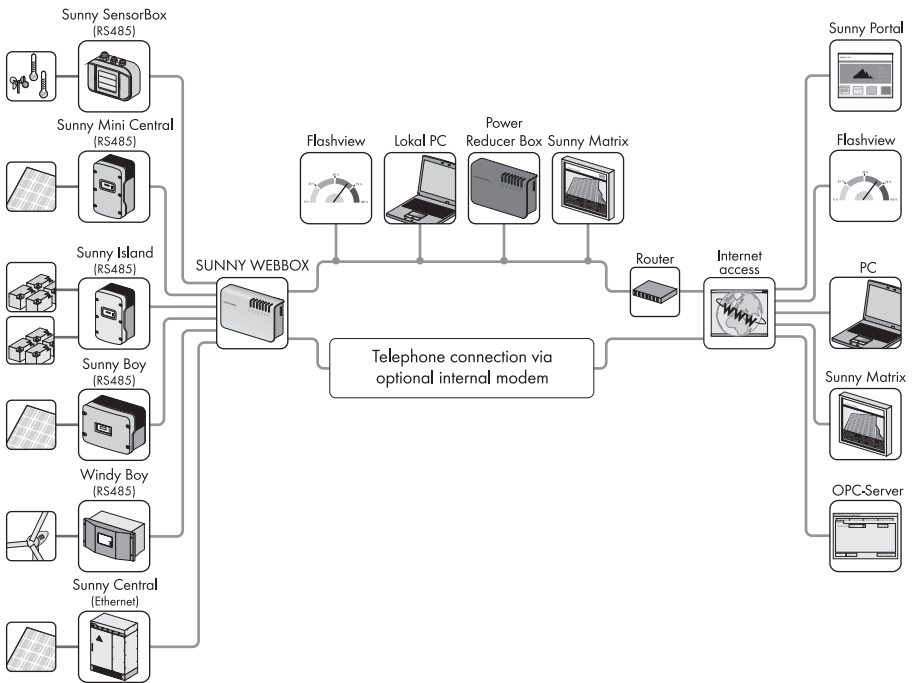 Sunny SensorBox
(RS485)
Sunny Mini Central
(RS485)
Sunny Island
(RS485)
SUNNY WEBBOX
Sunny Boy
(RS485)
Windy Boy
(RS485)
Sunny Central
(Ethernet)
Flashview
Lokal PC
Power
Reducer Box
Sunny Matrix
Router
Internet
access
WWW
Telephone connection via
optional internal modem
Sunny Portal
Flashview
PC
Sunny Matrix
OPC-Server